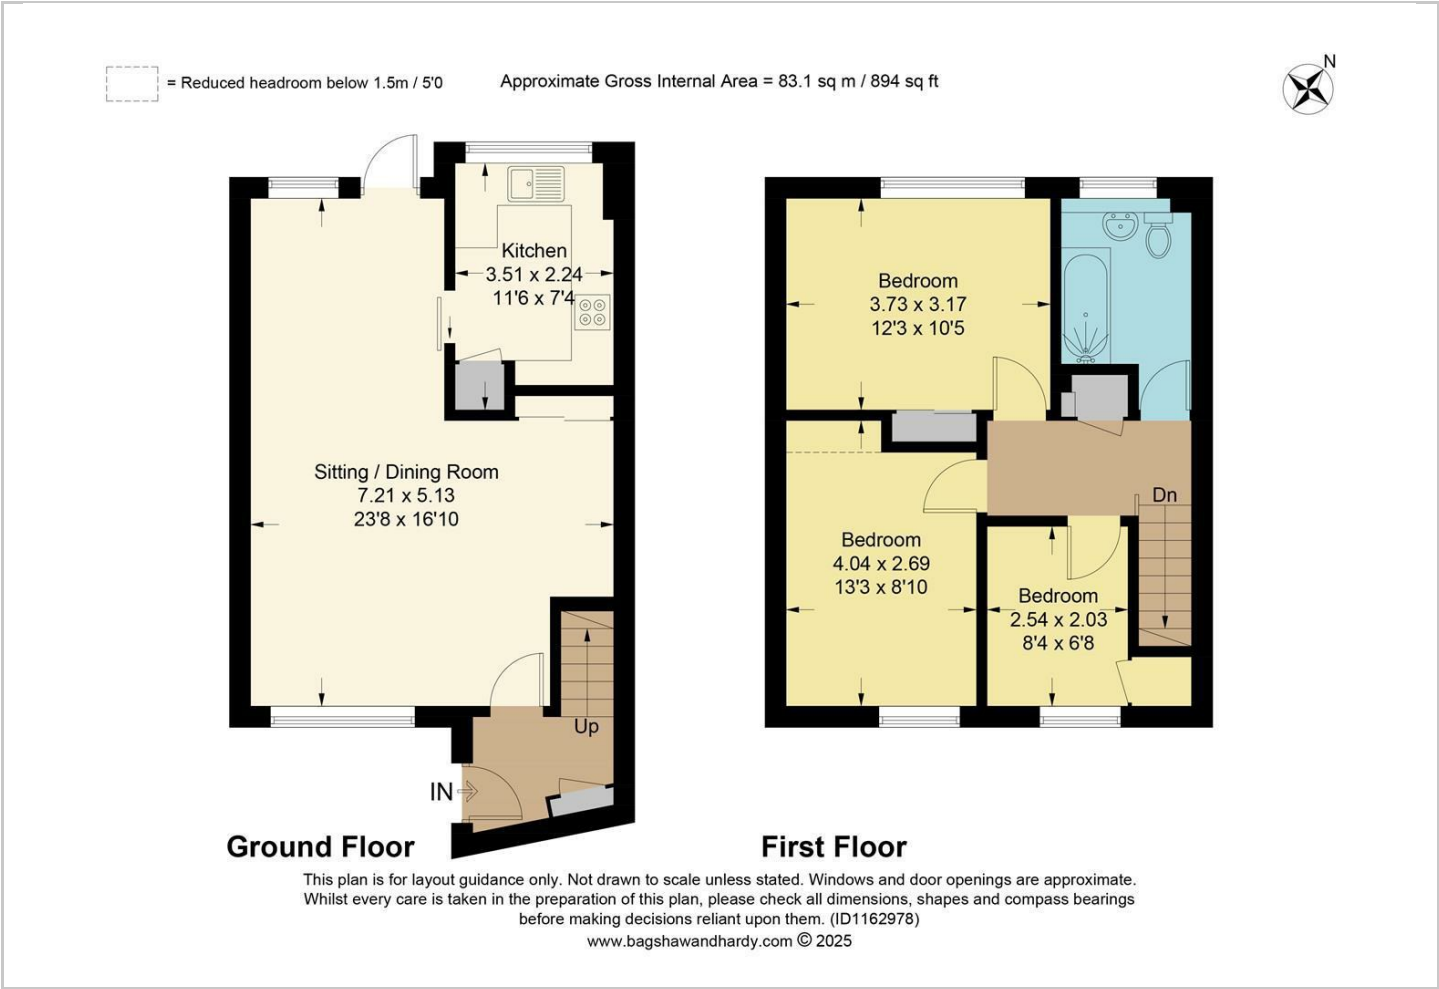 = Reduced headroom below 1.5m / 5'0
Approximate Gross Internal Area = 83.1 sq m / 894 sq ft
N
Kitchen
3.51 x 2.24
11'6 x 7'4
Sitting / Dining Room
7.21 x 5.13
23'8 x 16'10
Up
IN
Ground Floor
Bedroom
3.73 x 3.17
12'3 x 10'5
Dn
Bedroom
4.04 x 2.69
13'3 x 8'10
Bedroom
2.54 x 2.03
8'4 x 6'8
First Floor
This plan is for layout guidance only. Not drawn to scale unless stated. Windows and door openings are approximate.
Whilst every care is taken in the preparation of this plan, please check all dimensions, shapes and compass bearings
before making decisions reliant upon them. (ID1162978)
www.bagshawandhardy.com © 2025